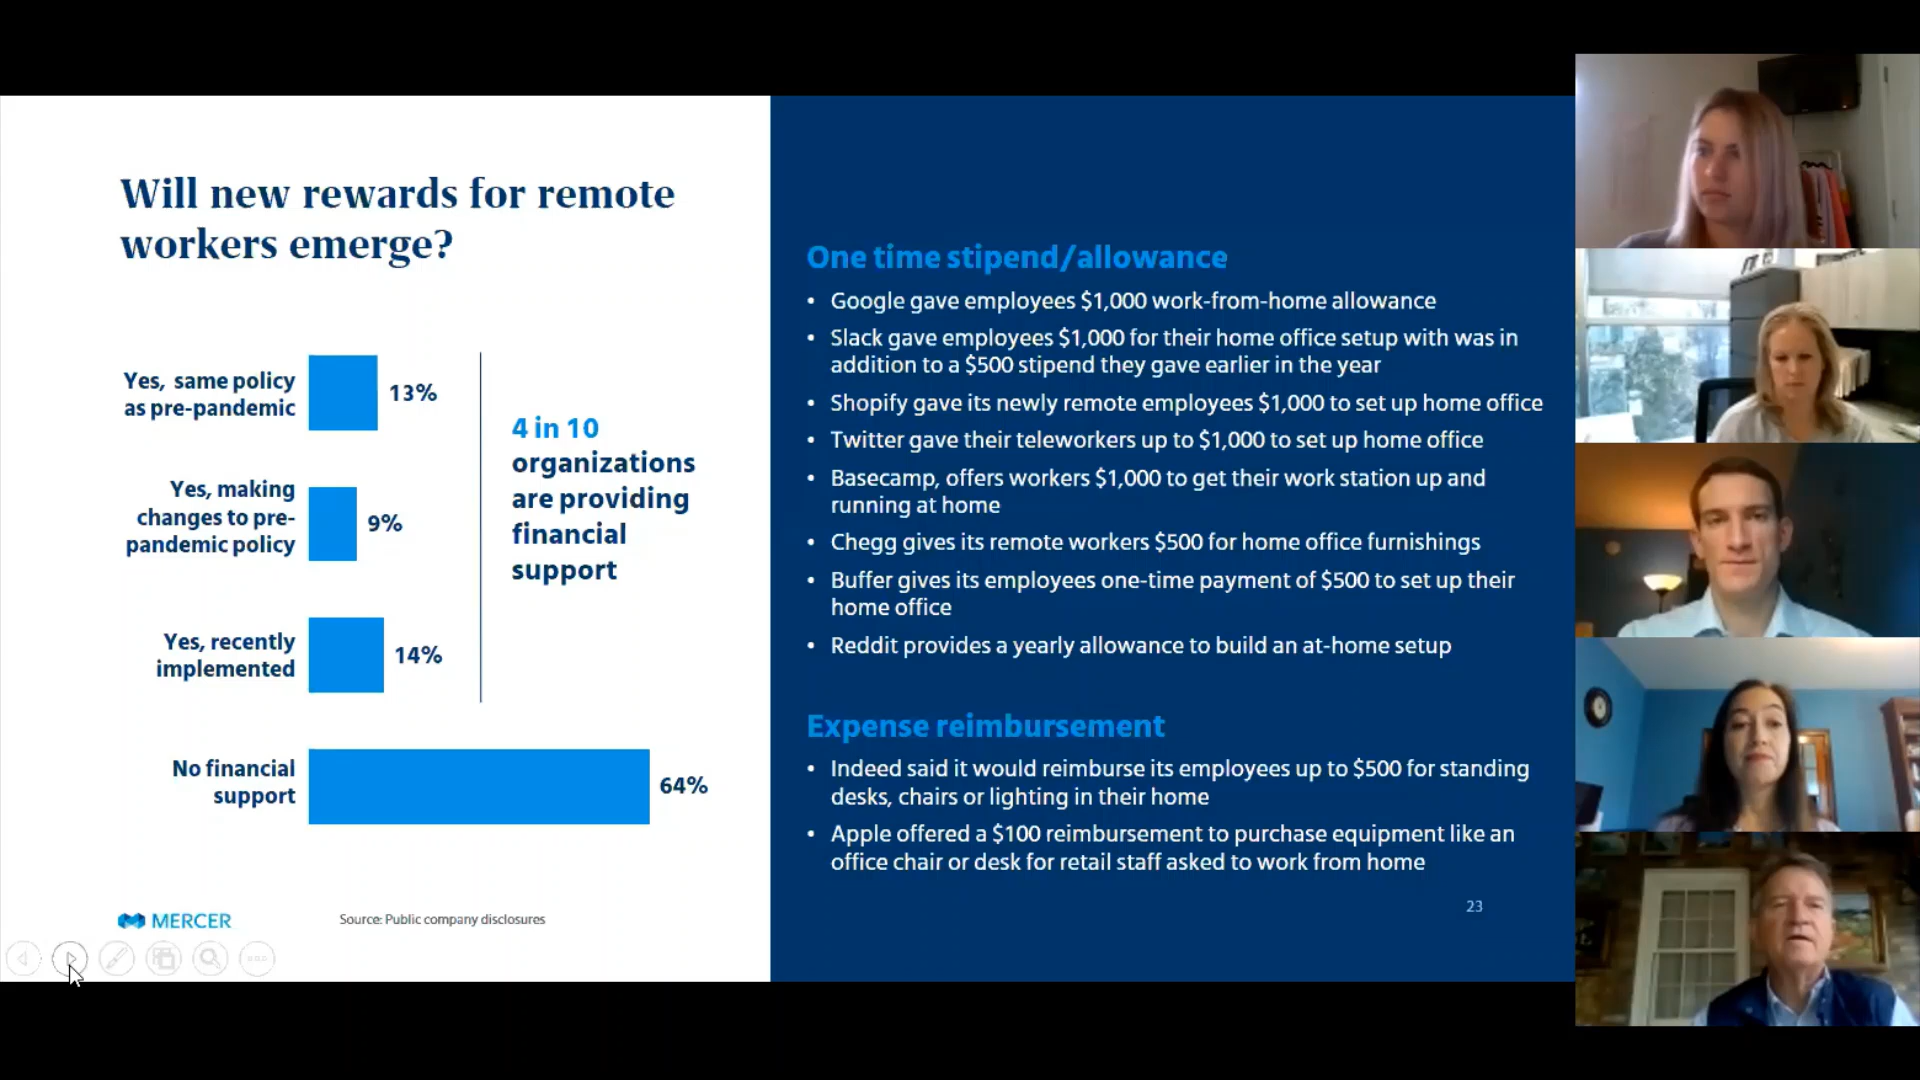 Will new rewards for remote
workers emerge?
Yes, same policy
as pre-pandemic
13%
Yes, making
changes to pre-
pandemic policy
9%
Yes, recently
implemented
14%
No financial
support
64%
4 in 10
organizations
are providing
financial
support
MERCER
Source: Public company disclosures
One time stipend/allowance
• Google gave employees $1,000 work-from-home allowance
• Slack gave employees $1,000 for their home office setup with was in
addition to a $500 stipend they gave earlier in the year
• Shopify gave its newly remote employees $1,000 to set up home office
• Twitter gave their teleworkers up to $1,000 to set up home office
• Basecamp, offers workers $1,000 to get their work station up and
running at home
• Chegg gives its remote workers $500 for home office furnishings
• Buffer gives its employees one-time payment of $500 to set up their
home office
• Reddit provides a yearly allowance to build an at-home setup
Expense reimbursement
• Indeed said it would reimburse its employees up to $500 for standing
desks, chairs or lighting in their home
• Apple offered a $100 reimbursement to purchase equipment like an
office chair or desk for retail staff asked to work from home
23